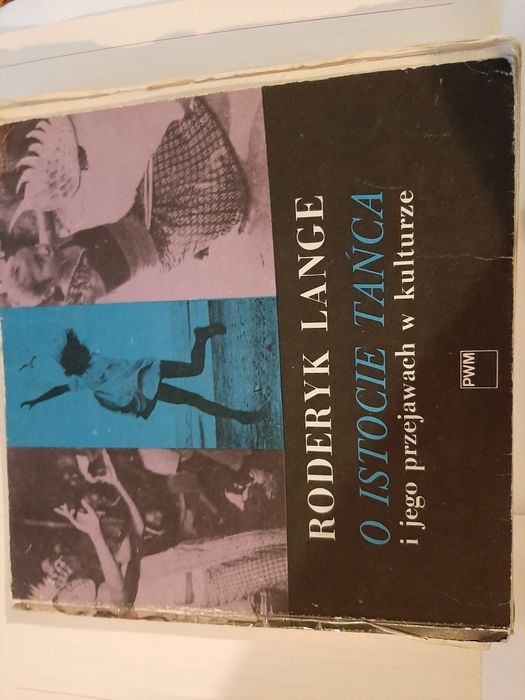 RODERYK LANGE
O ISTOCIE TAŃCA
i jego przejawach w kulturze
PWM